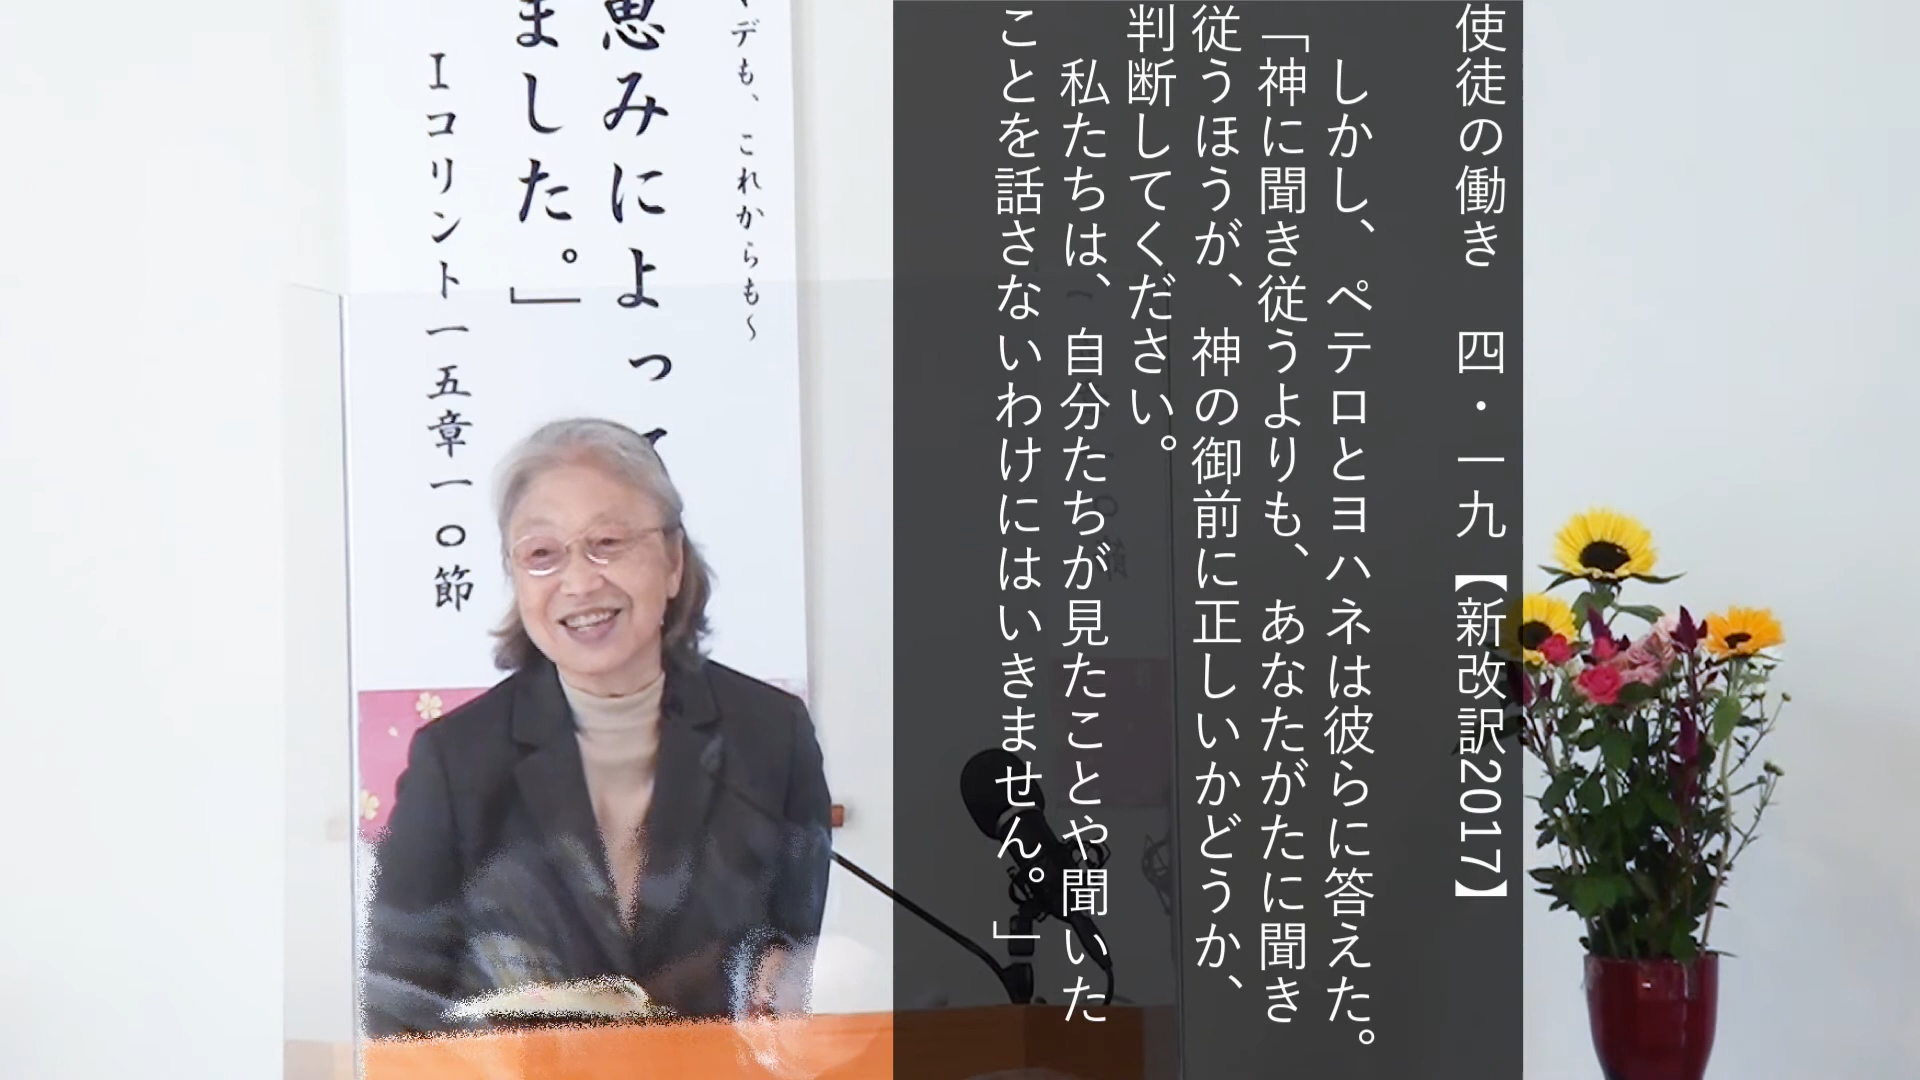 使徒の働き　四・一九【新改訳2017】
しかし、ペテロとヨハネは彼らに答えた。
「神に聞き従うよりも、あなたがたに聞き
従うほうが、神の御前に正しいかどうか、
判断してください。
私たちは、自分たちが見たことや聞いた
ことを話さないわけにはいきません。」
デも、これからも～
恵みによって
ました。」
Ⅰコリント一五章一〇節